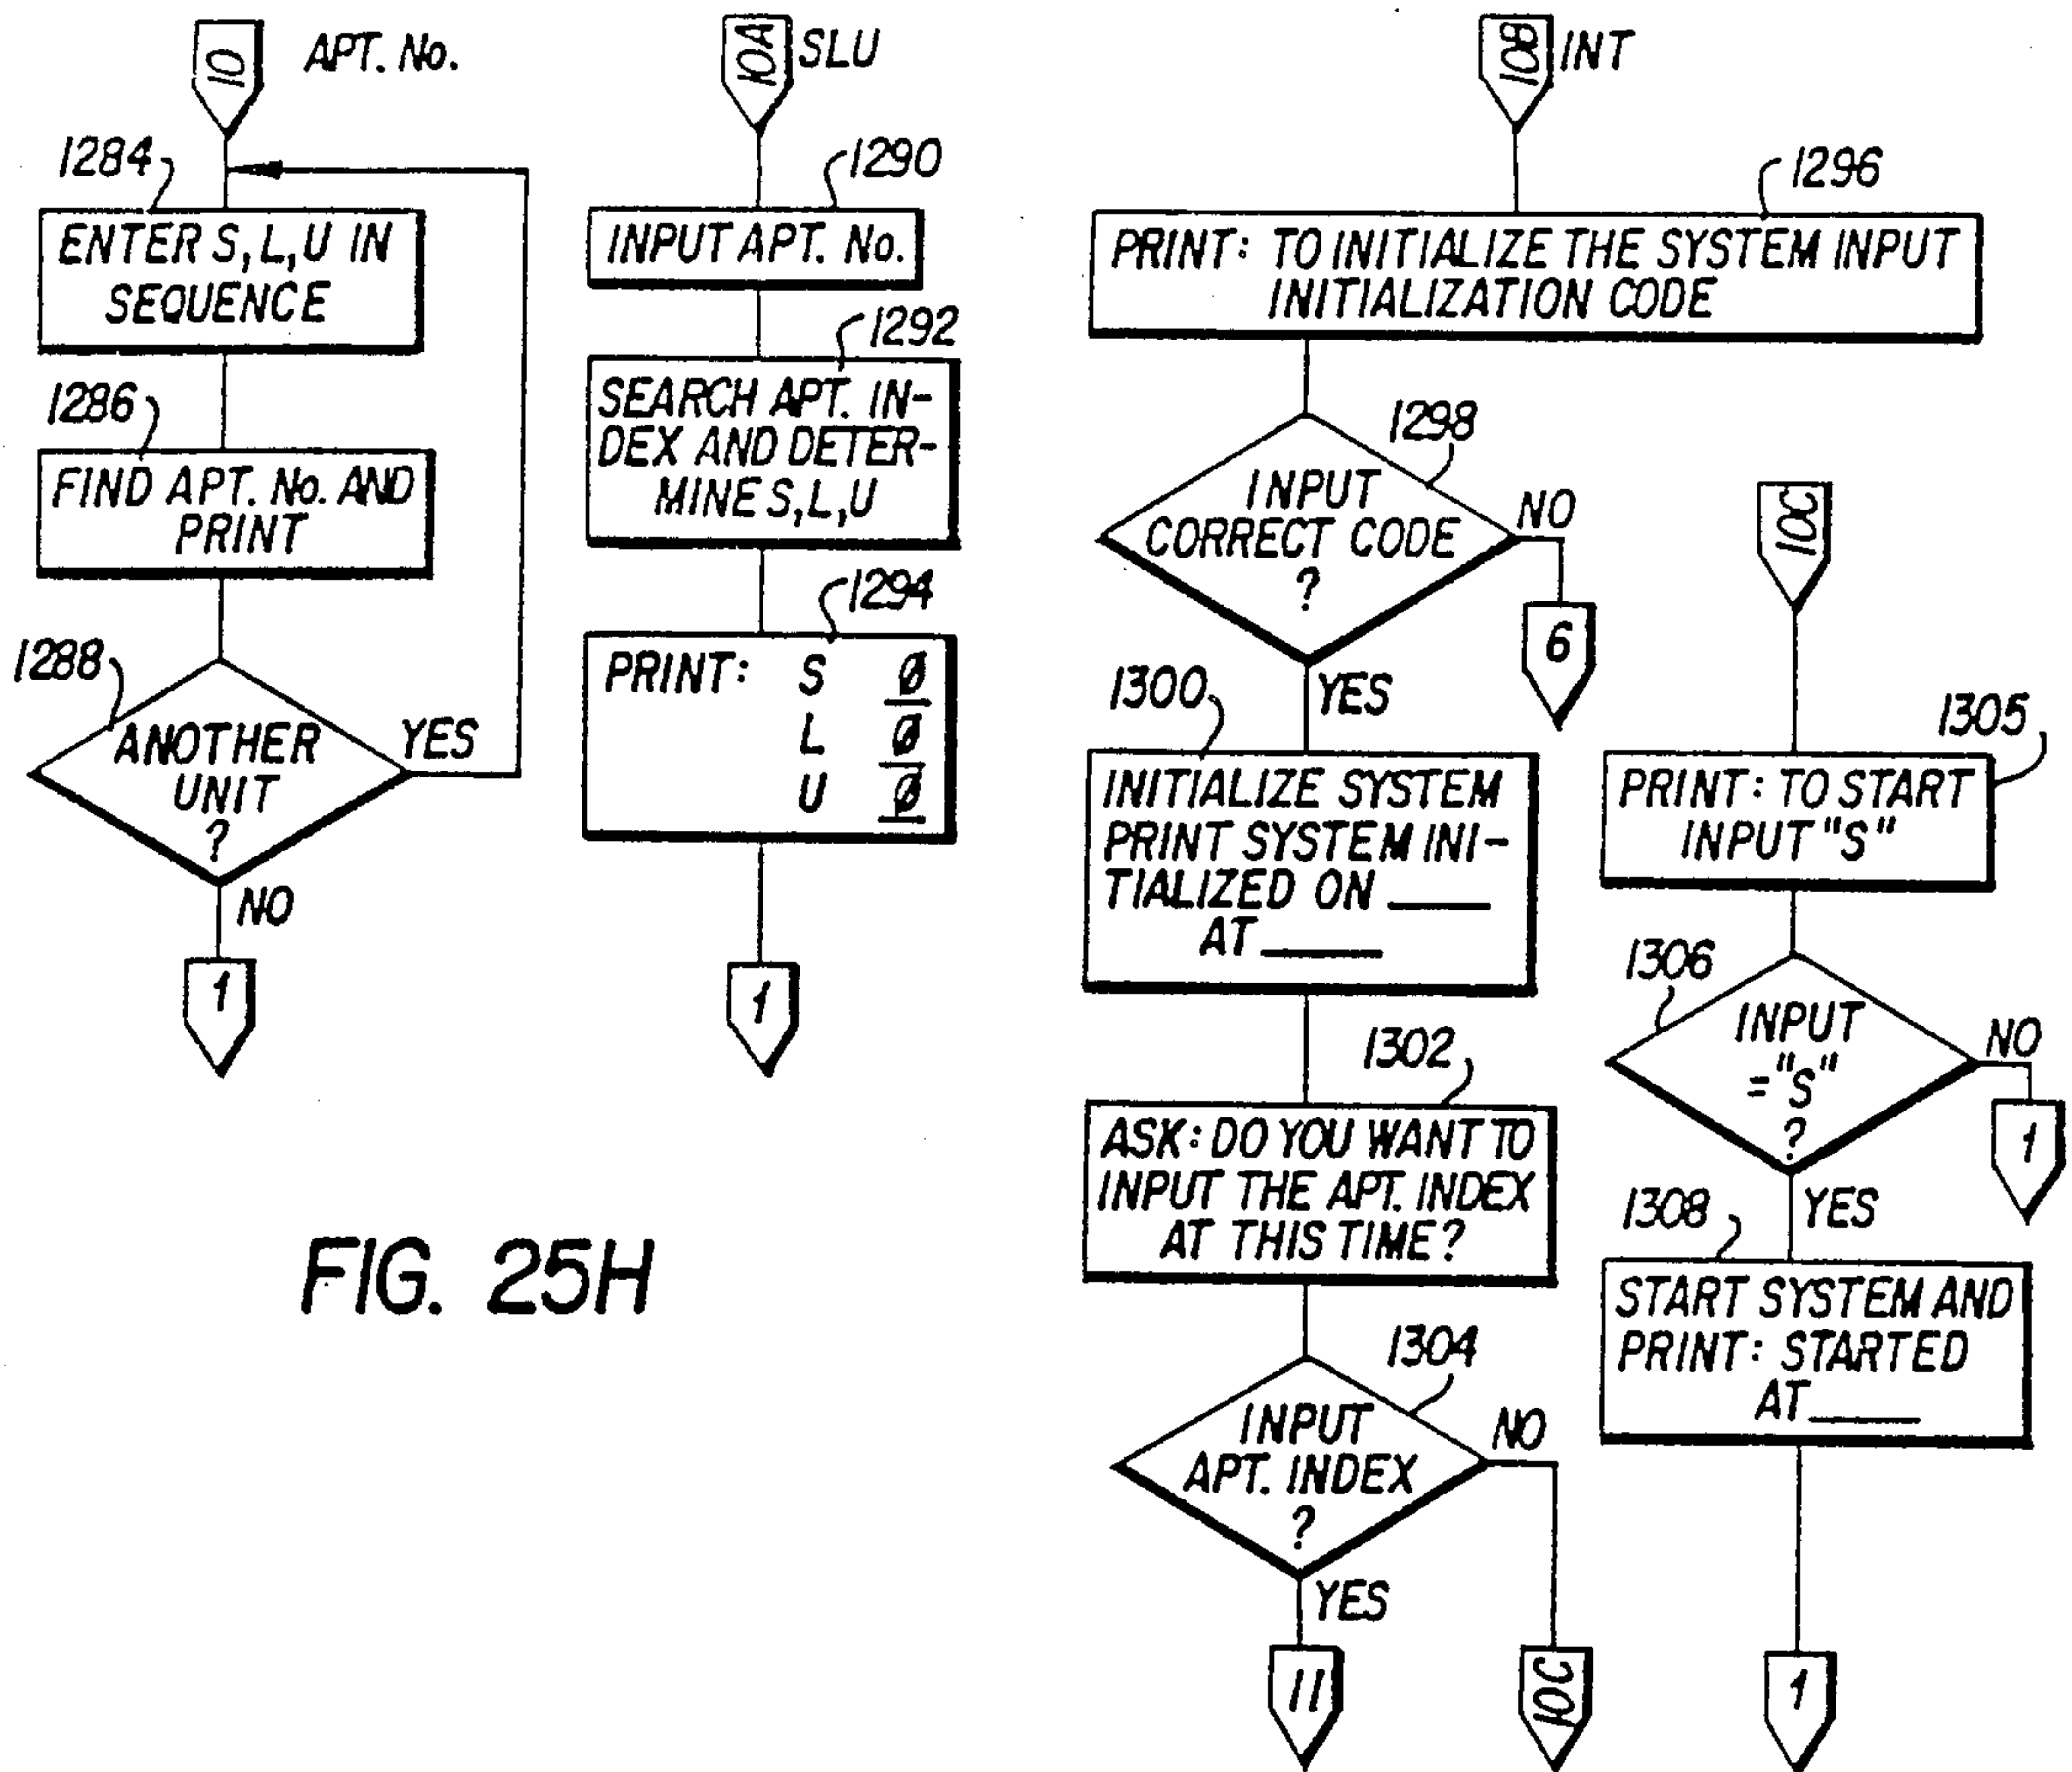 10 APT. No.
1284
ENTER S, L, U IN
SEQUENCE
1286
FIND APT. No. AND
PRINT
1288
ANOTHER
UNIT
?
YES
NO
1
10A SLU
1290
INPUT APT. No.
1292
SEARCH APT. IN-
DEX AND DETER-
MINE S, L, U
1294
PRINT: S Ø
L Ø
U Ø
1
10B INT
1296
PRINT: TO INITIALIZE THE SYSTEM INPUT
INITIALIZATION CODE
1298
INPUT
CORRECT CODE
?
NO
6
YES
1300
INITIALIZE SYSTEM
PRINT SYSTEM INI-
TIALIZED ON ____
AT ____
1302
ASK: DO YOU WANT TO
INPUT THE APT. INDEX
AT THIS TIME?
1304
INPUT
APT. INDEX
?
NO
10C
YES
11
10C
1305
PRINT: TO START
INPUT "S"
1306
INPUT
="S"
?
NO
1
YES
1308
START SYSTEM AND
PRINT: STARTED
AT ____
1
FIG. 25H